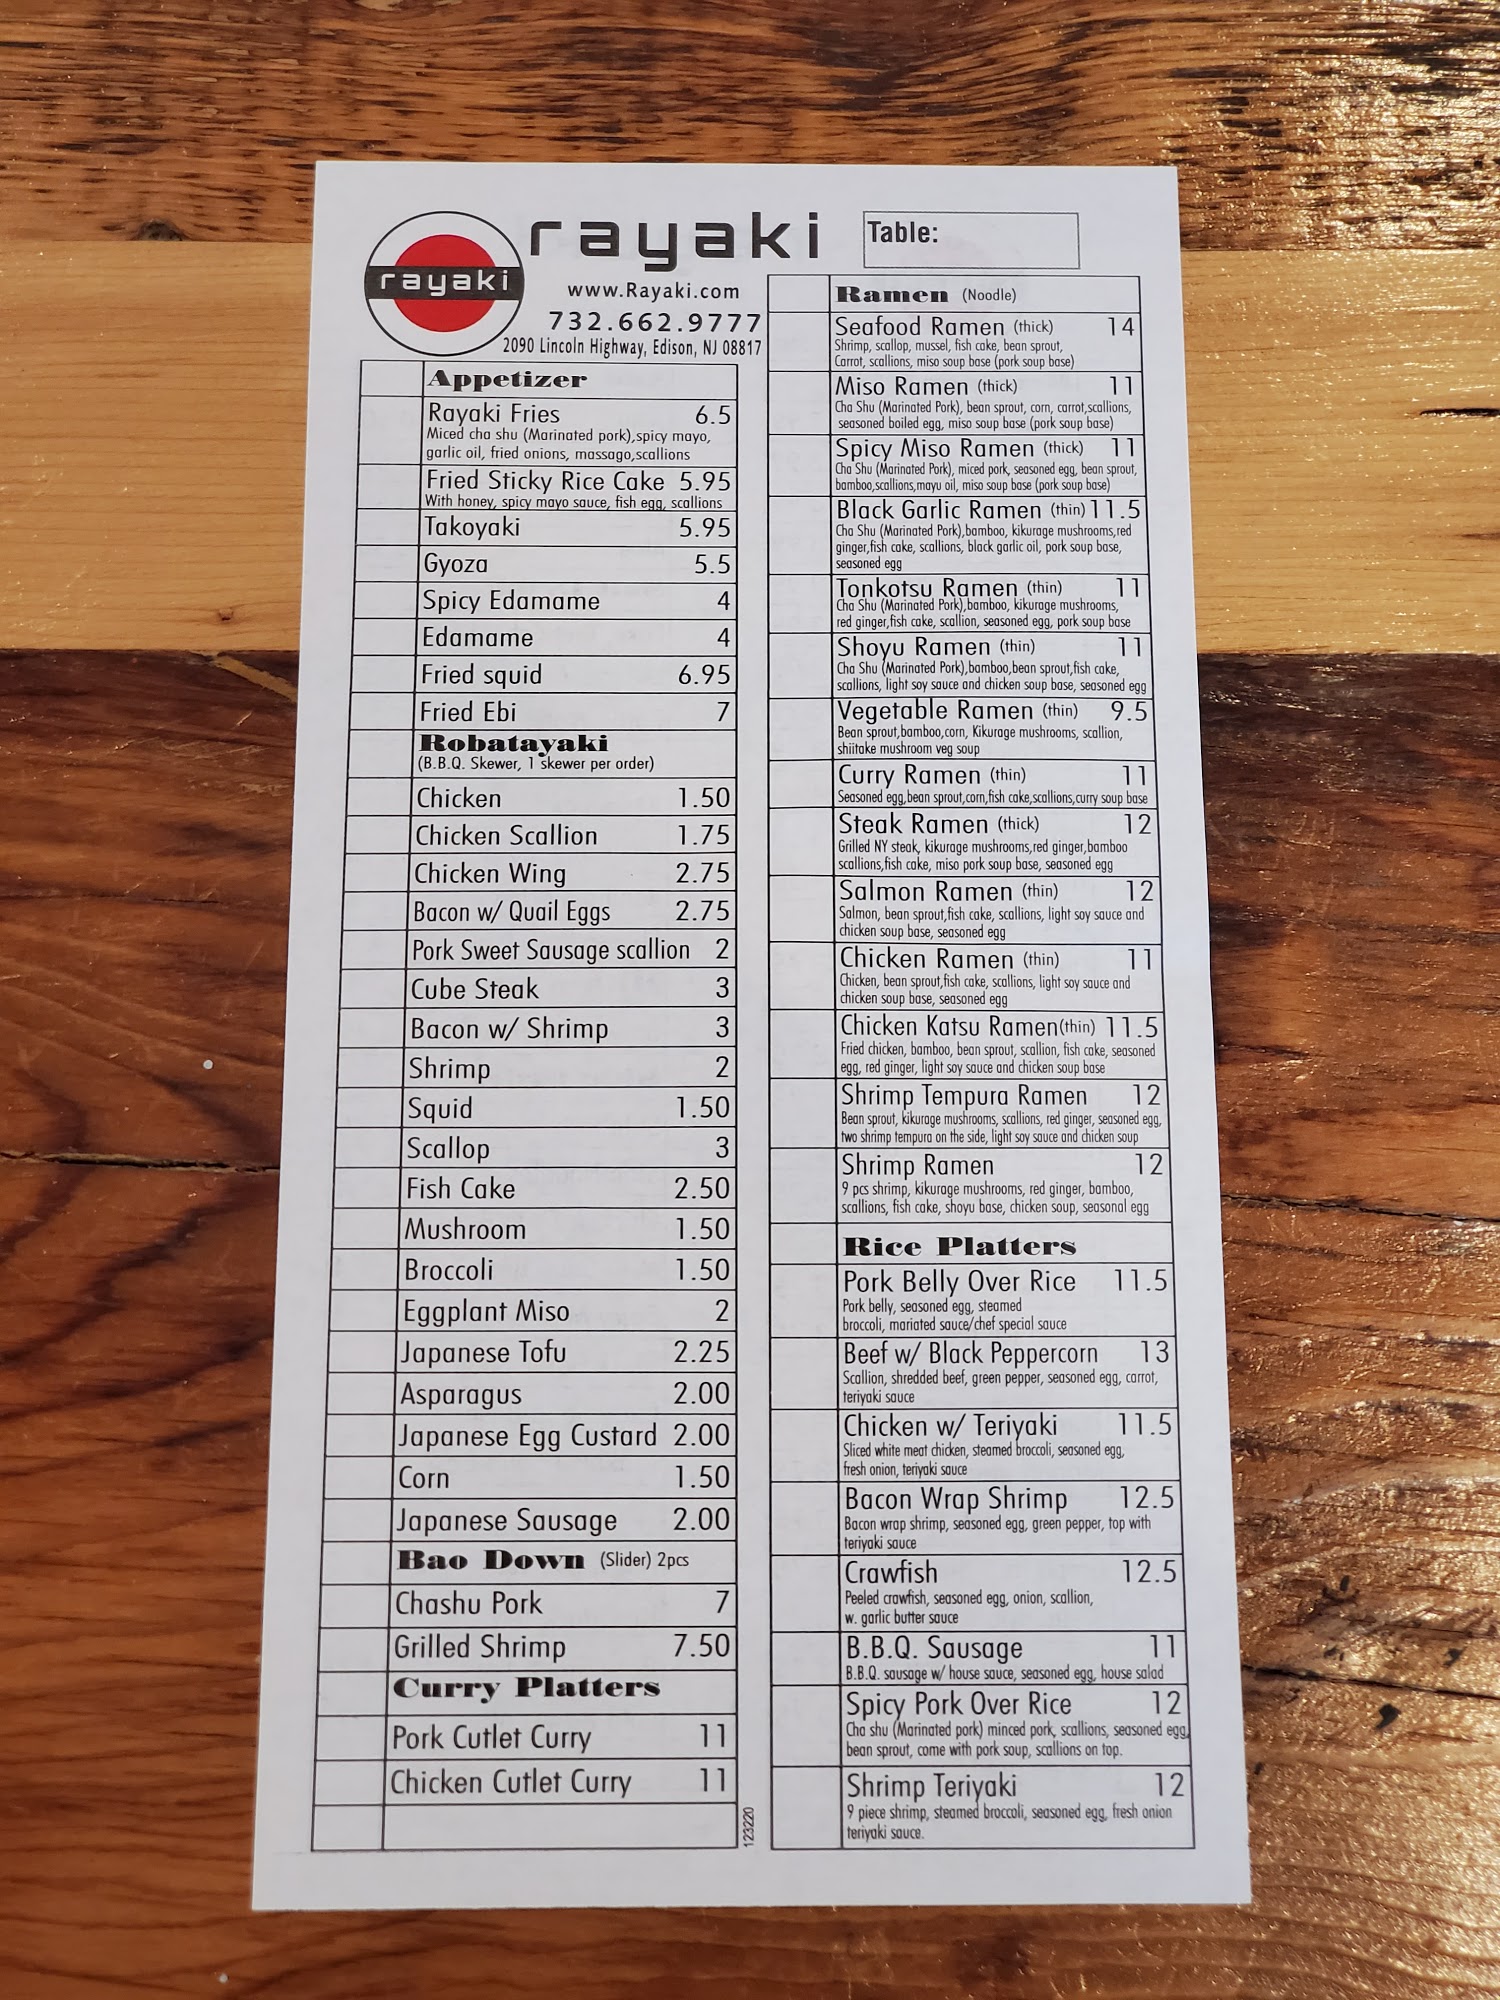 rayaki
rayaki
Table:
www.Rayaki.com
732.662.9777
2090 Lincoln Highway, Edison, NJ 08817
Appetizer
Rayaki Fries 6.5
Miced cha shu (Marinated pork),spicy mayo,
garlic oil, fried onions, massago,scallions
Fried Sticky Rice Cake 5.95
With honey, spicy mayo sauce, fish egg, scallions
Takoyaki 5.95
Gyoza 5.5
Spicy Edamame 4
Edamame 4
Fried squid 6.95
Fried Ebi 7
Robatayaki
(B.B.Q. Skewer, 1 skewer per order)
Chicken 1.50
Chicken Scallion 1.75
Chicken Wing 2.75
Bacon w/ Quail Eggs 2.75
Pork Sweet Sausage scallion 2
Cube Steak 3
Bacon w/ Shrimp 3
Shrimp 2
Squid 1.50
Scallop 3
Fish Cake 2.50
Mushroom 1.50
Broccoli 1.50
Eggplant Miso 2
Japanese Tofu 2.25
Asparagus 2.00
Japanese Egg Custard 2.00
Corn 1.50
Japanese Sausage 2.00
Bao Down (Slider) 2pcs
Chashu Pork 7
Grilled Shrimp 7.50
Curry Platters
Pork Cutlet Curry 11
Chicken Cutlet Curry 11
123220
Ramen (Noodle)
Seafood Ramen (thick) 14
Shrimp, scallop, mussel, fish cake, bean sprout,
Carrot, scallions, miso soup base (pork soup base)
Miso Ramen (thick) 11
Cha Shu (Marinated Pork), bean sprout, corn, carrot,scallions,
seasoned boiled egg, miso soup base (pork soup base)
Spicy Miso Ramen (thick) 11
Cha Shu (Marinated Pork), miced pork, seasoned egg, bean sprout,
bamboo,scallions,mayu oil, miso soup base (pork soup base)
Black Garlic Ramen (thin) 11.5
Cha Shu (Marinated Pork),bamboo, kikurage mushrooms,red
ginger,fish cake, scallions, black garlic oil, pork soup base,
seasoned egg
Tonkotsu Ramen (thin) 11
Cha Shu (Marinated Pork),bamboo, kikurage mushrooms,
red ginger,fish cake, scallion, seasoned egg, pork soup base
Shoyu Ramen (thin) 11
Cha Shu (Marinated Pork),bamboo,bean sprout,fish cake,
scallions, light soy sauce and chicken soup base, seasoned egg
Vegetable Ramen (thin) 9.5
Bean sprout,bamboo,corn, Kikurage mushrooms, scallion,
shiitake mushroom veg soup
Curry Ramen (thin) 11
Seasoned egg,bean sprout,corn,fish cake,scallions,curry soup base
Steak Ramen (thick) 12
Grilled NY steak, kikurage mushrooms,red ginger,bamboo
scallions,fish cake, miso pork soup base, seasoned egg
Salmon Ramen (thin) 12
Salmon, bean sprout,fish cake, scallions, light soy sauce and
chicken soup base, seasoned egg
Chicken Ramen (thin) 11
Chicken, bean sprout,fish cake, scallions, light soy sauce and
chicken soup base, seasoned egg
Chicken Katsu Ramen(thin) 11.5
Fried chicken, bamboo, bean sprout, scallion, fish cake, seasoned
egg, red ginger, light soy sauce and chicken soup base
Shrimp Tempura Ramen 12
Bean sprout, kikurage mushrooms, scallions, red ginger, seasoned egg,
two shrimp tempura on the side, light soy sauce and chicken soup
Shrimp Ramen 12
9 pcs shrimp, kikurage mushrooms, red ginger, bamboo,
scallions, fish cake, shoyu base, chicken soup, seasonal egg
Rice Platters
Pork Belly Over Rice 11.5
Pork belly, seasoned egg, steamed
broccoli, mariated sauce/chef special sauce
Beef w/ Black Peppercorn 13
Scallion, shredded beef, green pepper, seasoned egg, carrot,
teriyaki sauce
Chicken w/ Teriyaki 11.5
Sliced white meat chicken, steamed broccoli, seasoned egg,
fresh onion, teriyaki sauce
Bacon Wrap Shrimp 12.5
Bacon wrap shrimp, seasoned egg, green pepper, top with
teriyaki sauce
Crawfish 12.5
Peeled crawfish, seasoned egg, onion, scallion,
w. garlic butter sauce
B.B.Q. Sausage 11
B.B.Q. sausage w/ house sauce, seasoned egg, house salad
Spicy Pork Over Rice 12
Cha shu (Marinated pork) minced pork, scallions, seasoned egg,
bean sprout, come with pork soup, scallions on top.
Shrimp Teriyaki 12
9 piece shrimp, steamed broccoli, seasoned egg, fresh onion
teriyaki sauce.